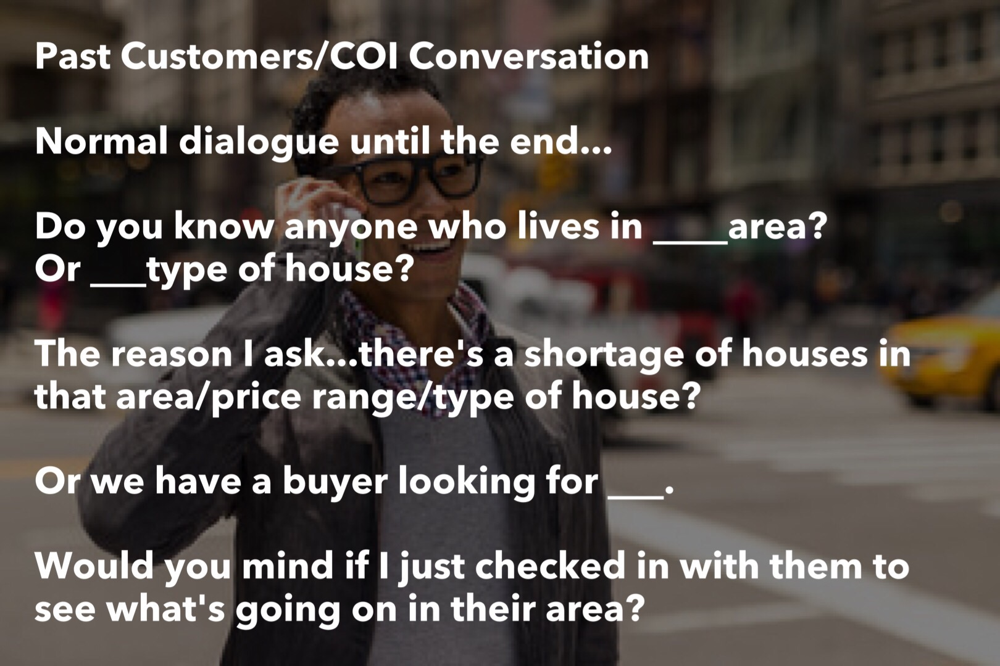 Past Customers/COI Conversation
Normal dialogue until the end...
Do you know anyone who lives in ____area?
Or ___type of house?
The reason I ask...there's a shortage of houses in
that area/price range/type of house?
Or we have a buyer looking for ___.
Would you mind if I just checked in with them to
see what's going on in their area?